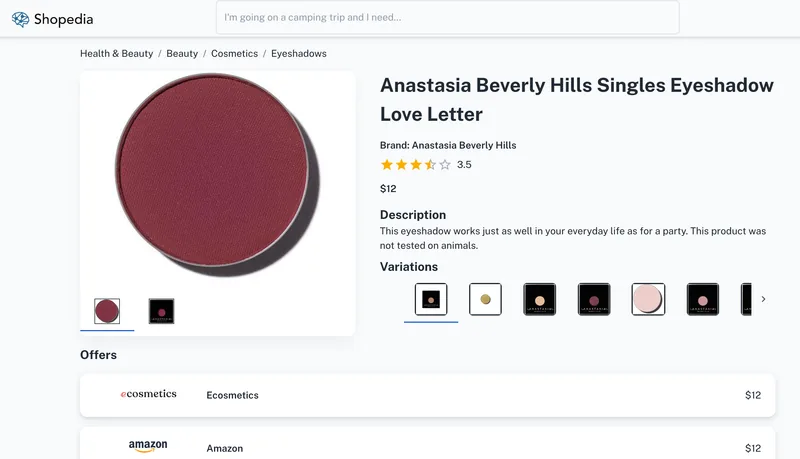 Shopedia
I'm going on a camping trip and I need...
Health & Beauty / Beauty / Cosmetics / Eyeshadows
Anastasia Beverly Hills Singles Eyeshadow
Love Letter
Brand: Anastasia Beverly Hills
3.5
$12
Description
This eyeshadow works just as well in your everyday life as for a party. This product was
not tested on animals.
Variations
Offers
ecosmetics Ecosmetics $12
amazon Amazon $12